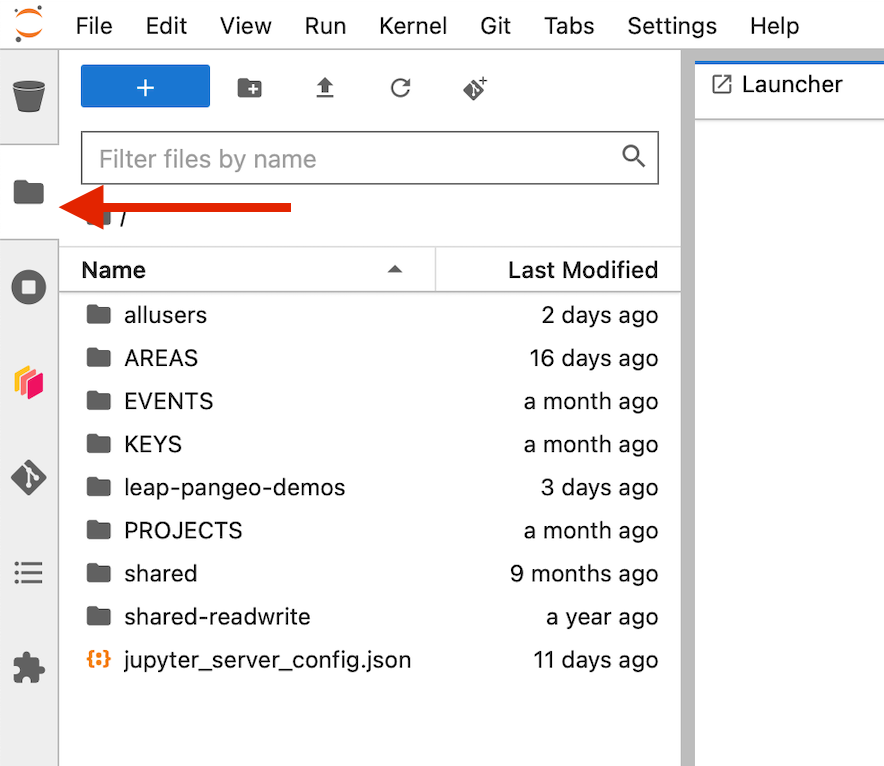 File Edit View Run Kernel Git Tabs Settings Help
+
Launcher
Filter files by name
/
Name Last Modified
allusers 2 days ago
AREAS 16 days ago
EVENTS a month ago
KEYS a month ago
leap-pangeo-demos 3 days ago
PROJECTS a month ago
shared 9 months ago
shared-readwrite a year ago
{:} jupyter_server_config.json 11 days ago